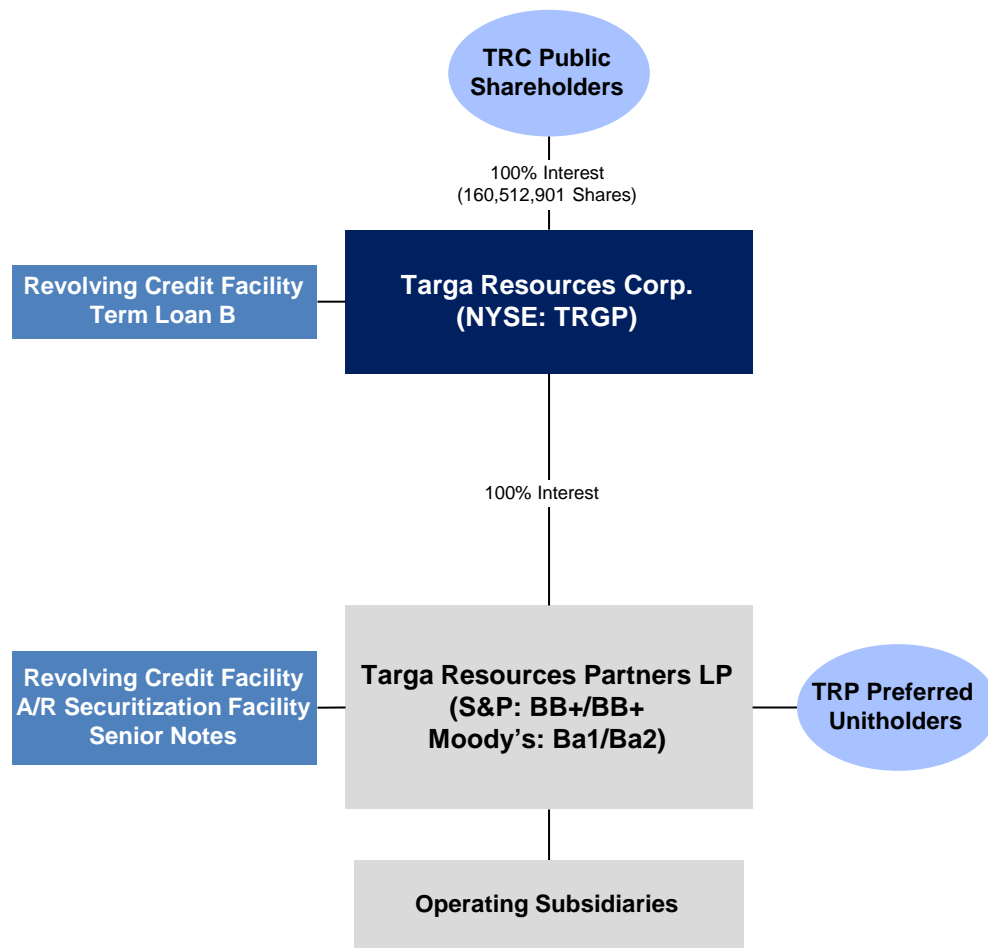 TRC Public
Shareholders
100% Interest
(160,512,901 Shares)
Revolving Credit Facility
Term Loan B
Targa Resources Corp.
(NYSE: TRGP)
100% Interest
Revolving Credit Facility
A/R Securitization Facility
Senior Notes
Targa Resources Partners LP
(S&P: BB+/BB+
Moody’s: Ba1/Ba2)
TRP Preferred
Unitholders
Operating Subsidiaries